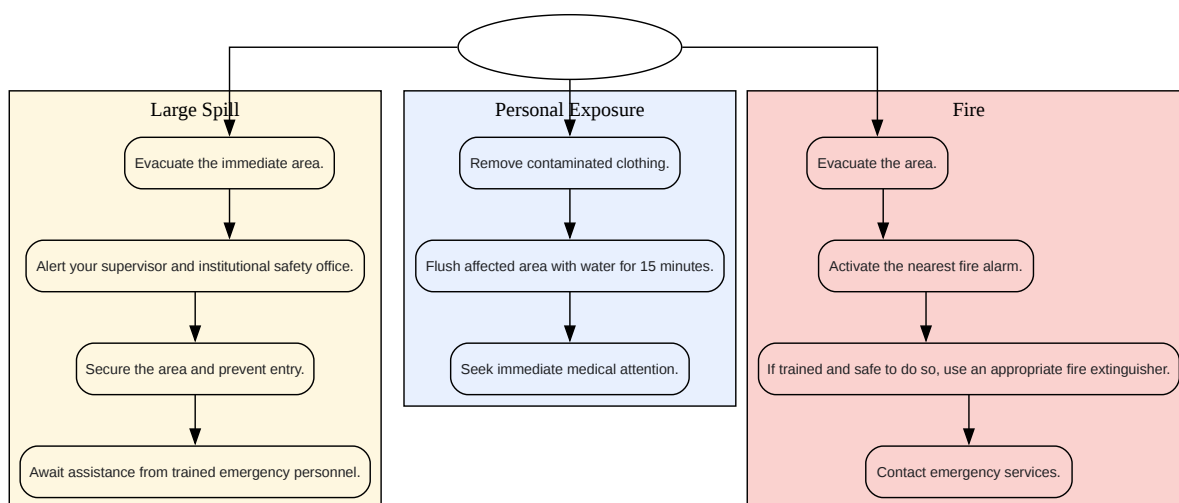 Large Spill
Evacuate the immediate area.
Alert your supervisor and institutional safety office.
Secure the area and prevent entry.
Await assistance from trained emergency personnel.
Personal Exposure
Remove contaminated clothing.
Flush affected area with water for 15 minutes.
Seek immediate medical attention.
Fire
Evacuate the area.
Activate the nearest fire alarm.
If trained and safe to do so, use an appropriate fire extinguisher.
Contact emergency services.